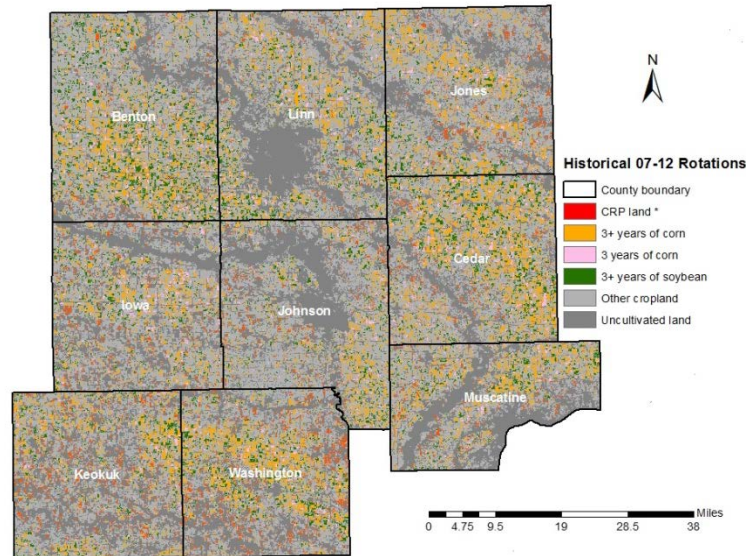 Benton
Linn
Jones
N
Historical 07-12 Rotations
County boundary
CRP land *
3+ years of corn
3 years of corn
3+ years of soybean
Other cropland
Uncultivated land
Cedar
Iowa
Johnson
Muscatine
Keokuk
Washington
Miles
0 4.75 9.5 19 28.5 38